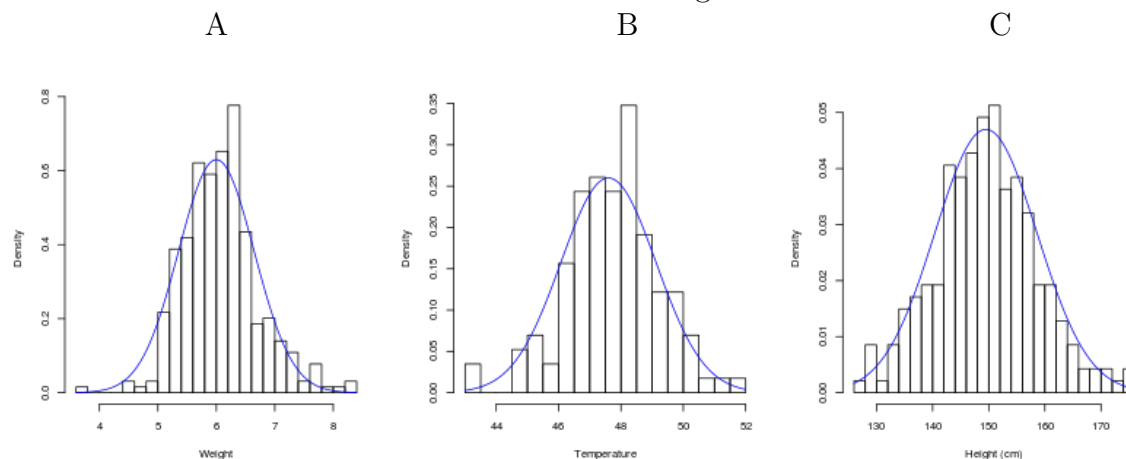 A B C
0.0 0.2 0.4 0.6 0.8
Density
4 5 6 7 8
Weight
0.00 0.05 0.10 0.15 0.20 0.25 0.30 0.35
Density
44 46 48 50 52
Temperature
0.00 0.01 0.02 0.03 0.04 0.05
Density
130 140 150 160 170
Height (cm)